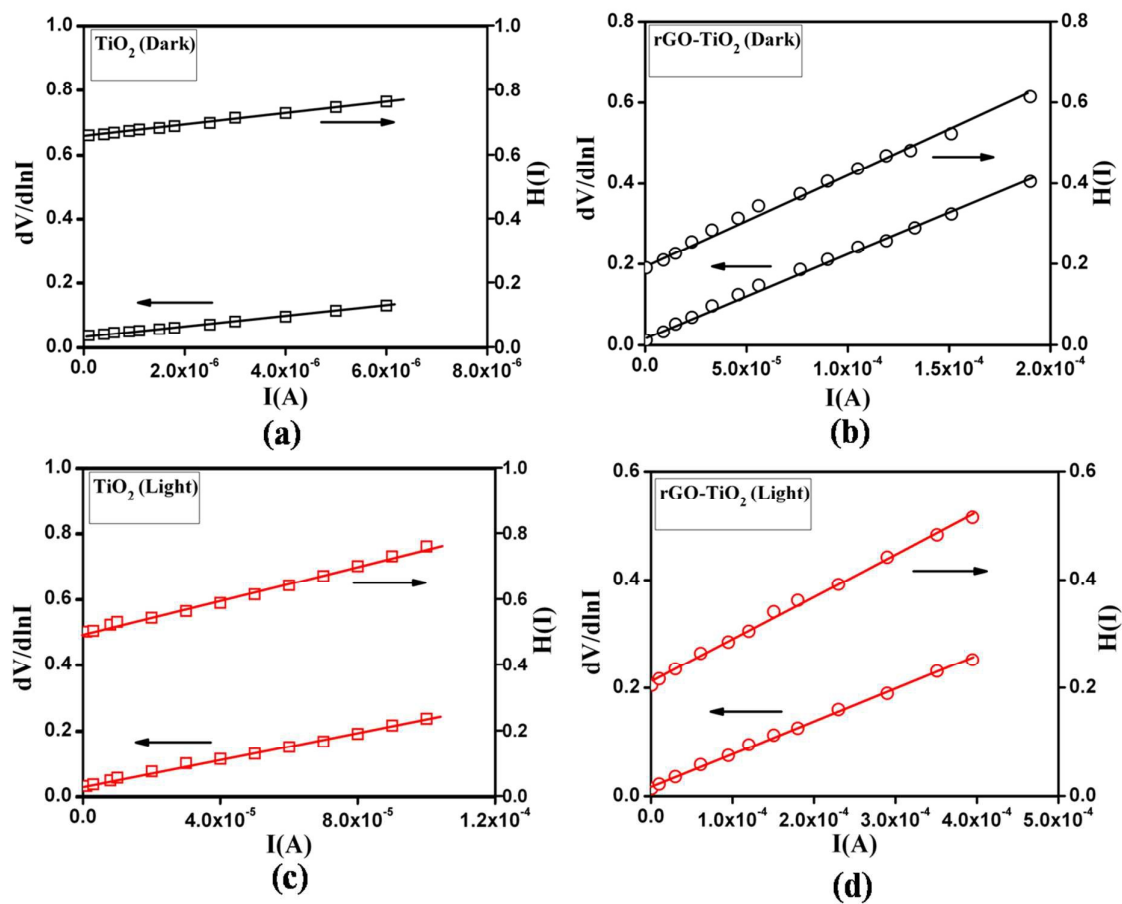 TiO2 (Dark)
dV/dlnI
1.0
0.8
0.6
0.4
0.2
0.0
H(I)
1.0
0.8
0.6
0.4
0.2
0.0
0.0 2.0x10-6 4.0x10-6 6.0x10-6 8.0x10-6
I(A)
(a)
rGO-TiO2 (Dark)
dV/dlnI
0.8
0.6
0.4
0.2
0.0
H(I)
0.8
0.6
0.4
0.2
0.0
0.0 5.0x10-5 1.0x10-4 1.5x10-4 2.0x10-4
I(A)
(b)
TiO2 (Light)
dV/dlnI
1.0
0.8
0.6
0.4
0.2
0.0
H(I)
1.0
0.8
0.6
0.4
0.2
0.0
0.0 4.0x10-5 8.0x10-5 1.2x10-4
I(A)
(c)
rGO-TiO2 (Light)
dV/dlnI
0.6
0.4
0.2
0.0
H(I)
0.6
0.4
0.2
0.0
0.0 1.0x10-4 2.0x10-4 3.0x10-4 4.0x10-4 5.0x10-4
I(A)
(d)